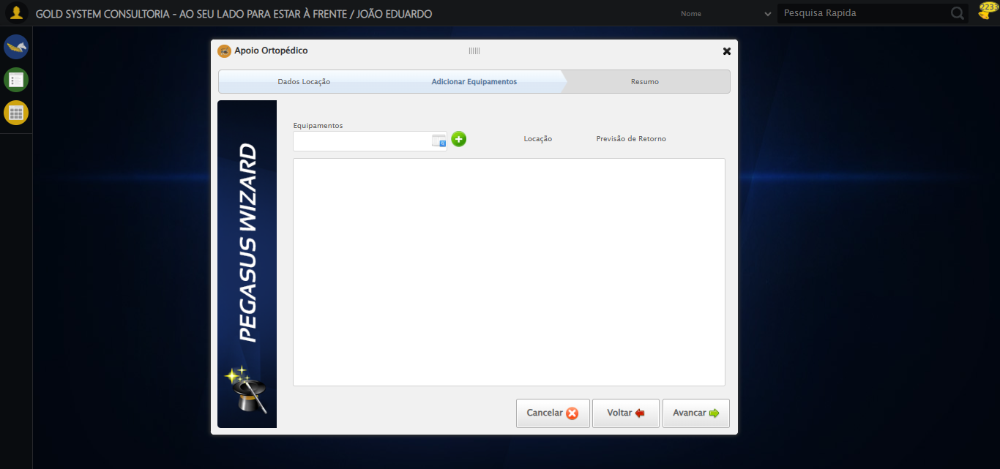 GOLD SYSTEM CONSULTORIA - AO SEU LADO PARA ESTAR À FRENTE / JOÃO EDUARDO
Nome
Pesquisa Rapida
2233
Apoio Ortopédico
Dados Locação
Adicionar Equipamentos
Resumo
PEGASUS WIZARD
Equipamentos
Locação
Previsão de Retorno
Cancelar
Voltar
Avancar